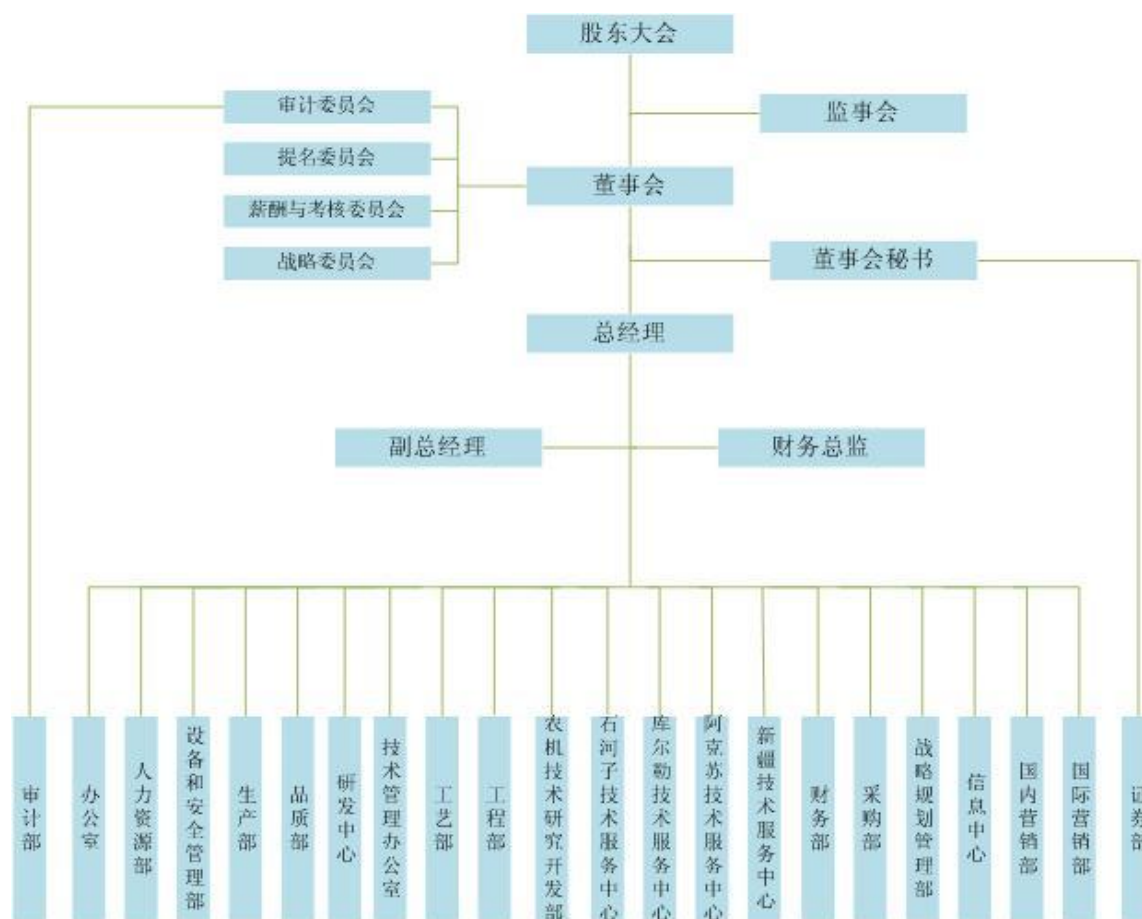 股东大会
审计委员会
监事会
提名委员会
董事会
薪酬与考核委员会
战略委员会
董事会秘书
总经理
副总经理
财务总监
审计部
办公室
人力资源部
设备和安全管理部
生产部
品质部
研发中心
技术管理办公室
工艺部
工程部
农机技术研究开发部
石河子技术服务中心
库尔勒技术服务中心
阿克苏技术服务中心
新疆技术服务中心
财务部
采购部
战略规划管理部
信息中心
国内营销部
国际营销部
证券部